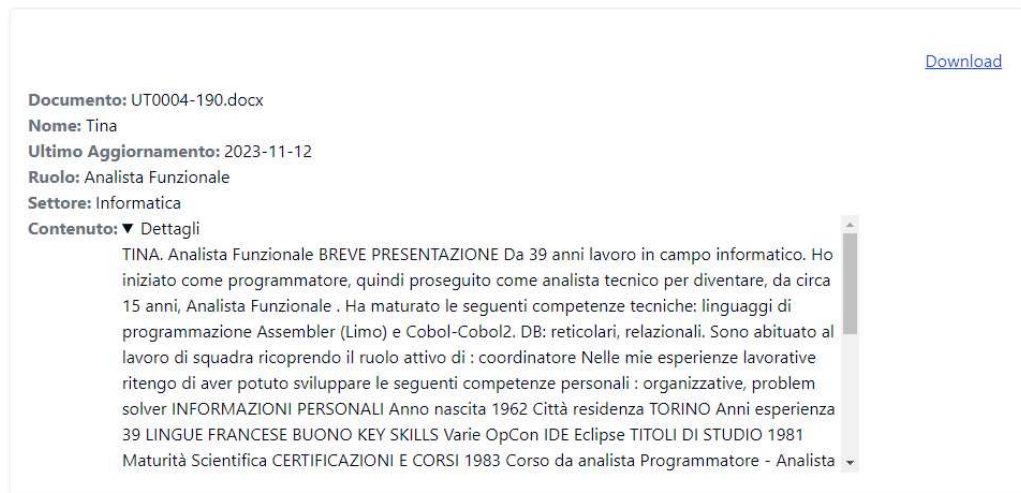 Download
Documento: UT0004-190.docx
Nome: Tina
Ultimo Aggiornamento: 2023-11-12
Ruolo: Analista Funzionale
Settore: Informatica
Contenuto: ▼ Dettagli
TINA. Analista Funzionale BREVE PRESENTAZIONE Da 39 anni lavoro in campo informatico. Ho
iniziato come programmatore, quindi proseguito come analista tecnico per diventare, da circa
15 anni, Analista Funzionale . Ha maturato le seguenti competenze tecniche: linguaggi di
programmazione Assembler (Limo) e Cobol-Cobol2. DB: reticolari, relazionali. Sono abituato al
lavoro di squadra ricoprendo il ruolo attivo di : coordinatore Nelle mie esperienze lavorative
ritengo di aver potuto sviluppare le seguenti competenze personali : organizzative, problem
solver INFORMAZIONI PERSONALI Anno nascita 1962 Città residenza TORINO Anni esperienza
39 LINGUE FRANCESE BUONO KEY SKILLS Varie OpCon IDE Eclipse TITOLI DI STUDIO 1981
Maturità Scientifica CERTIFICAZIONI E CORSI 1983 Corso da analista Programmatore - Analista